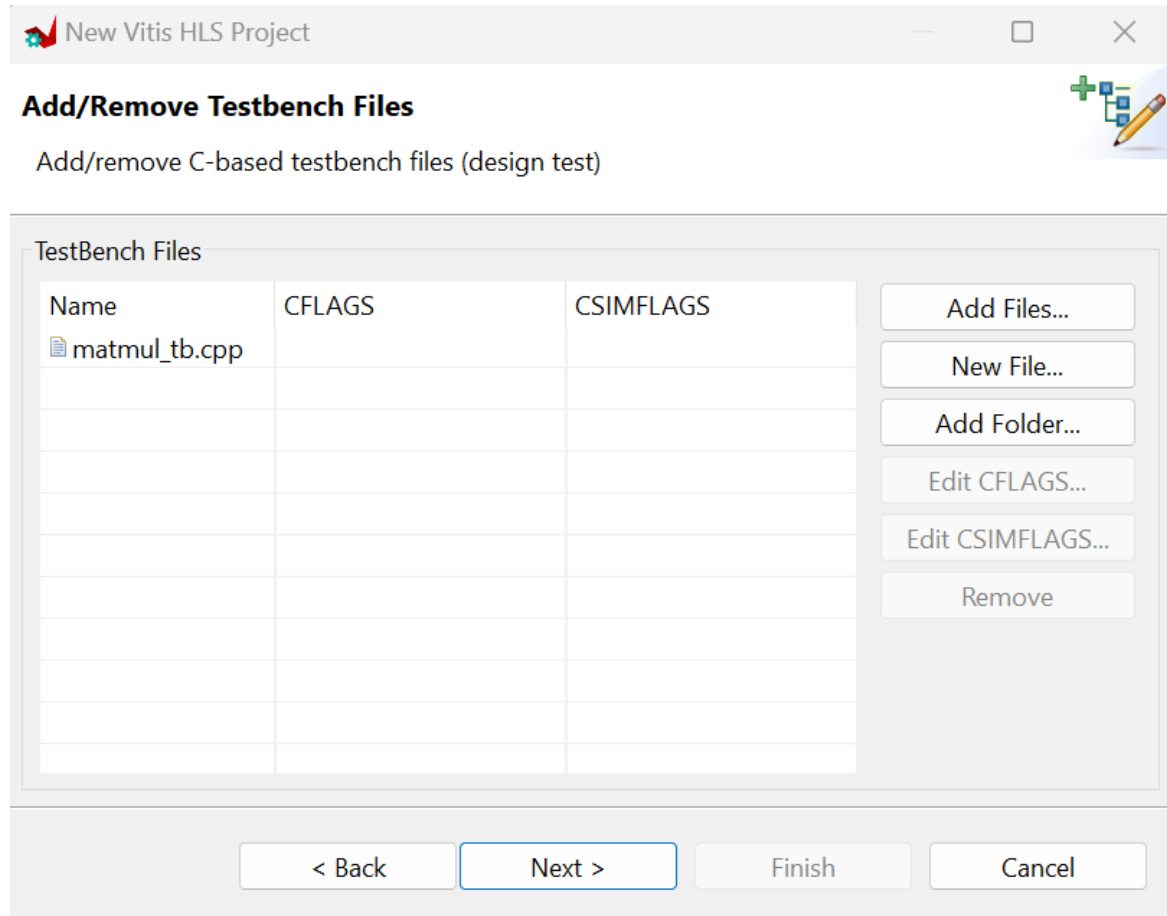 New Vitis HLS Project
Add/Remove Testbench Files
Add/remove C-based testbench files (design test)
TestBench Files
Name CFLAGS CSIMFLAGS
matmul_tb.cpp
Add Files...
New File...
Add Folder...
Edit CFLAGS...
Edit CSIMFLAGS...
Remove
< Back Next > Finish Cancel